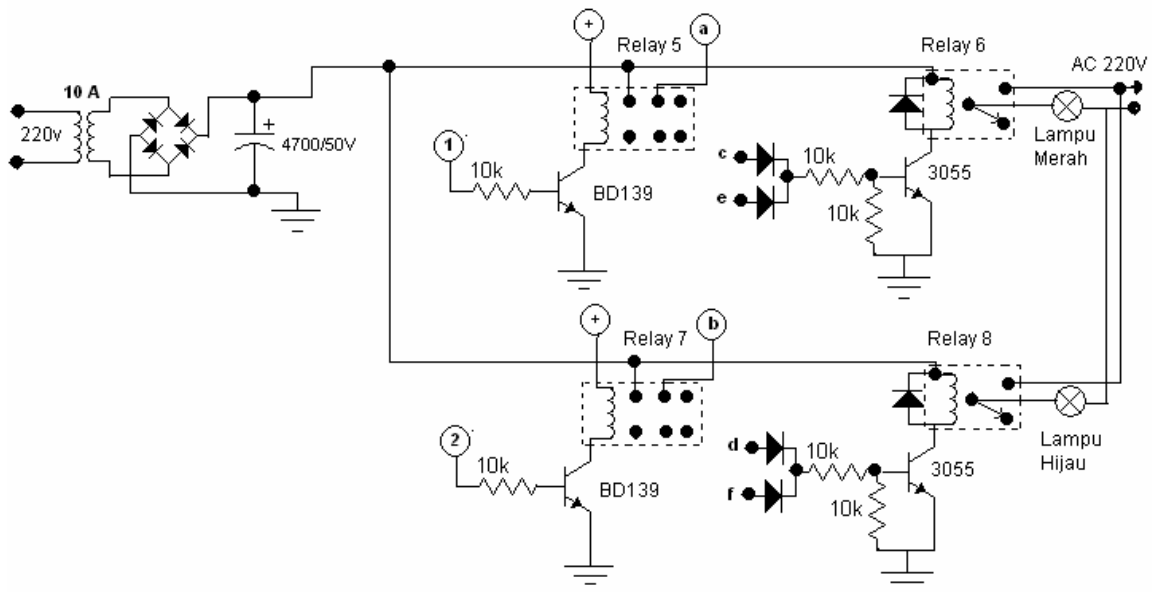 +
a
Relay 5
Relay 6
AC 220V
10 A
220v
+
4700/50V
1
10k
BD139
c
e
10k
10k
3055
Lampu
Merah
+
b
Relay 7
Relay 8
2
10k
BD139
d
f
10k
10k
3055
Lampu
Hijau